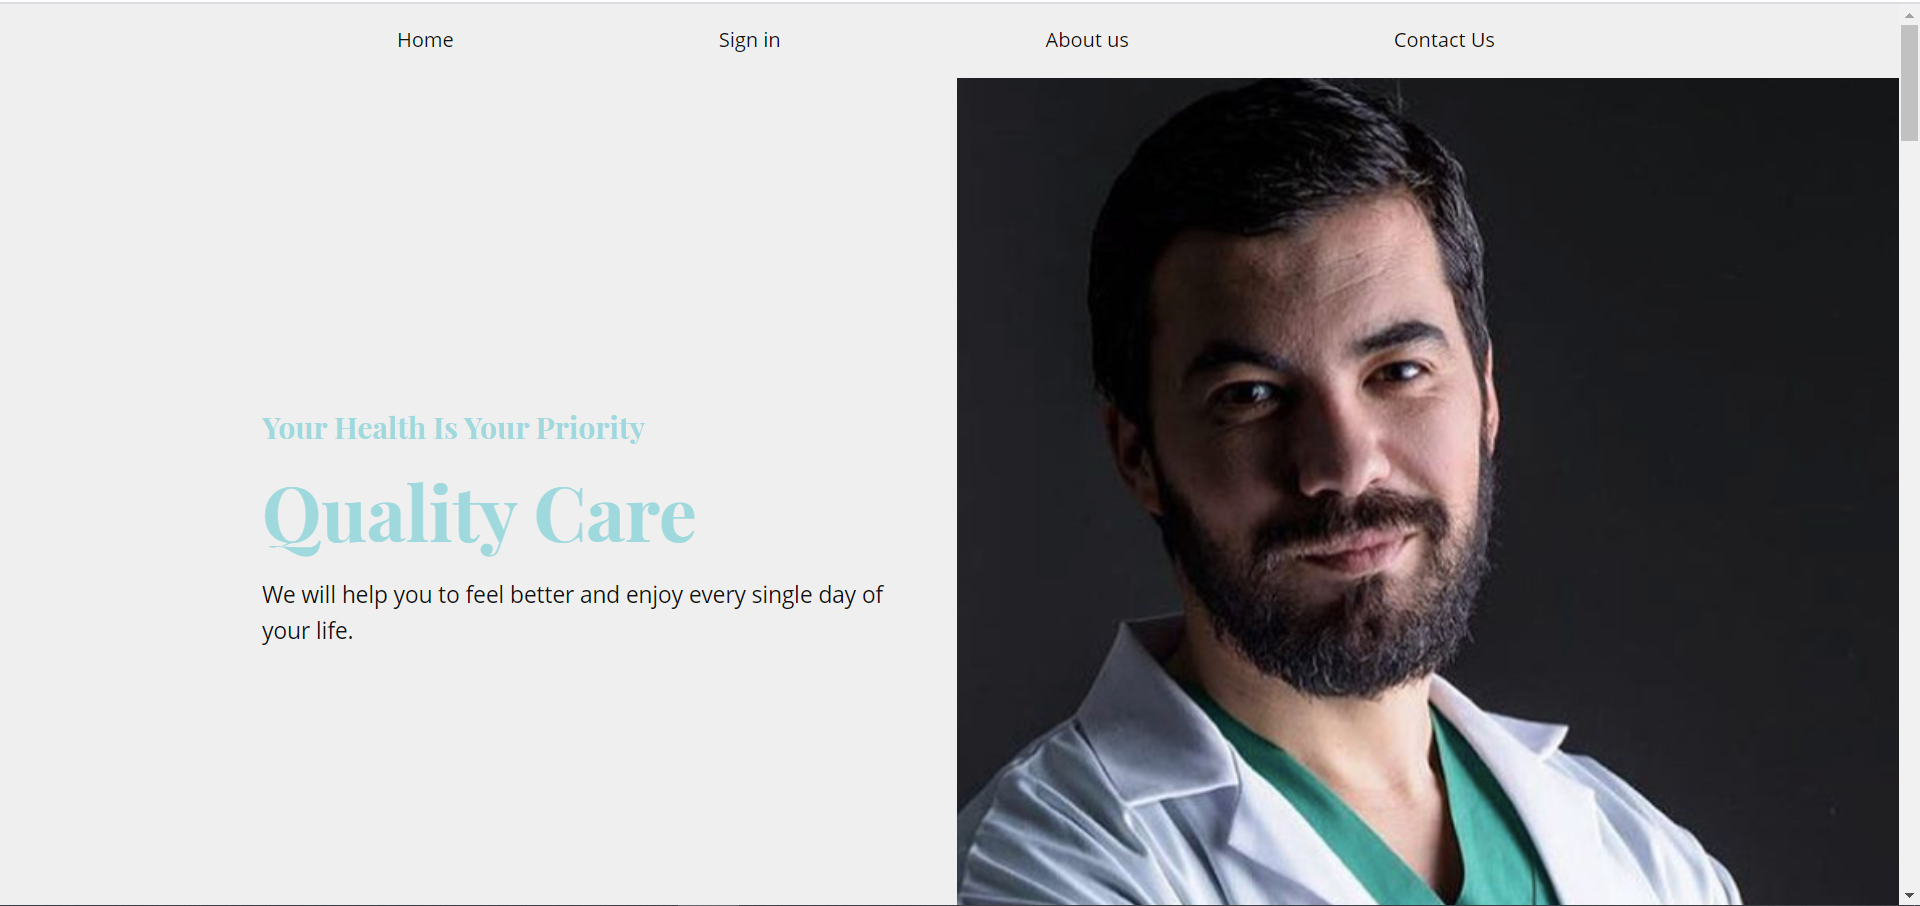 Home Sign in About us Contact Us
Your Health Is Your Priority
Quality Care
We will help you to feel better and enjoy every single day of
your life.